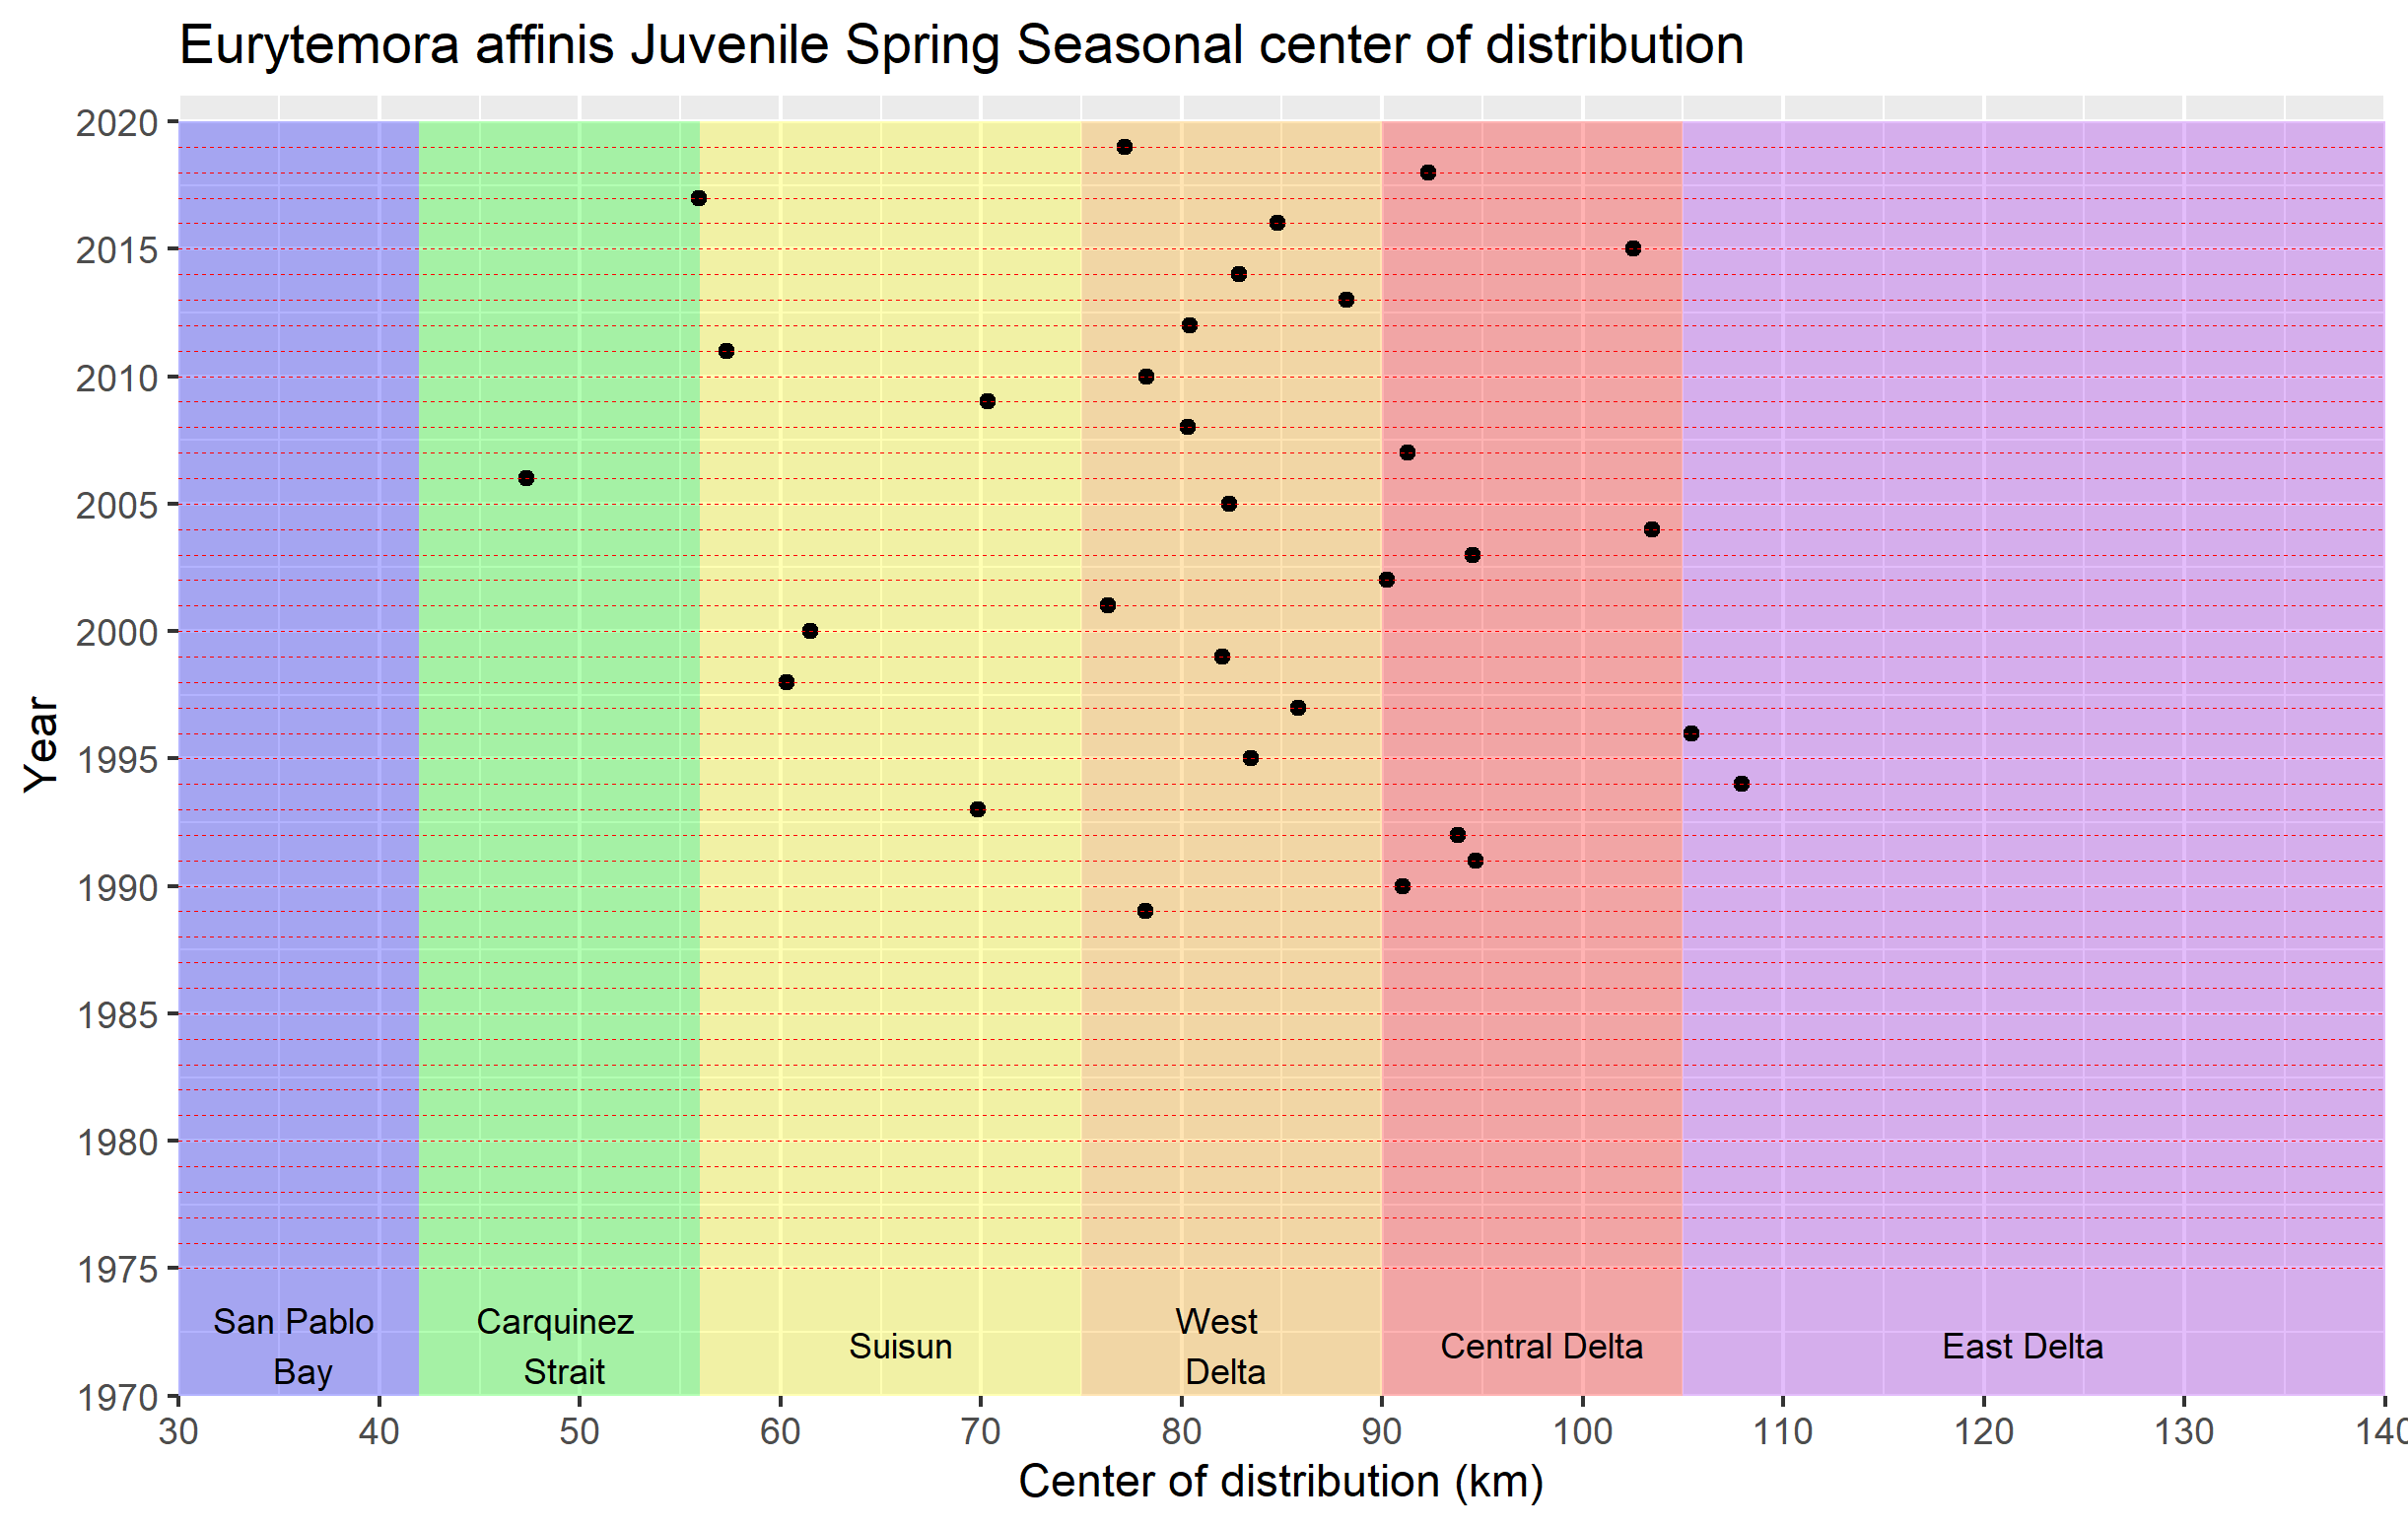 Eurytemora affinis Juvenile Spring Seasonal center of distribution
2020
2015
2010
2005
2000
1995
1990
1985
1980
1975
1970
Year
San Pablo
Bay
Carquinez
Strait
Suisun
West
Delta
Central Delta
East Delta
30 40 50 60 70 80 90 100 110 120 130 140
Center of distribution (km)